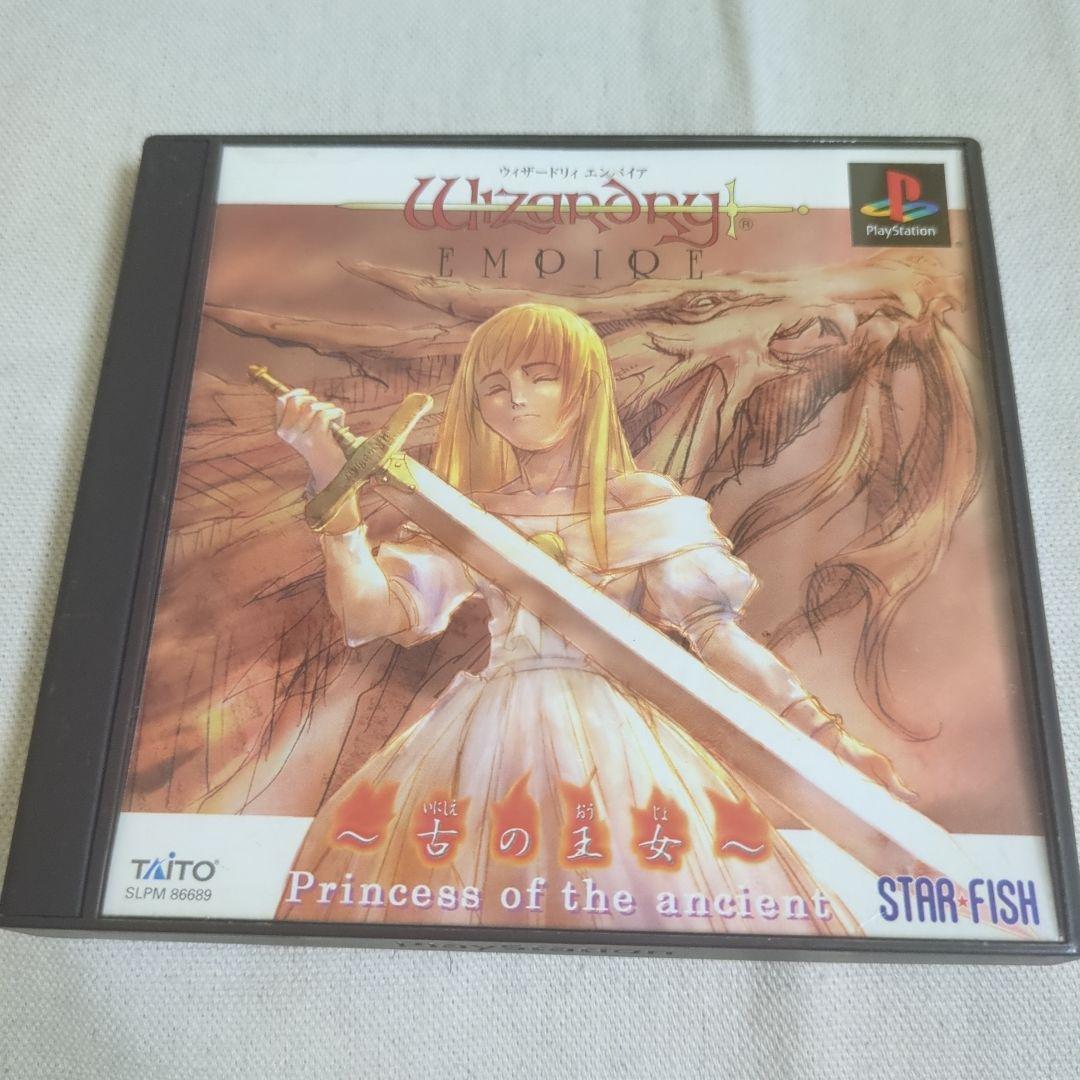 ウィザードリィ エンパイア
Wizardry®
EMPIRE
PlayStation
いにしえ おう じょ
~古の王女~
Princess of the ancient
TAITO®
SLPM 86689
STAR★FISH
PlayStation